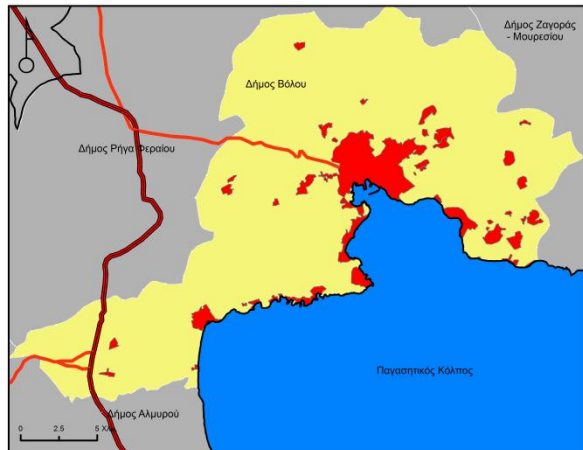 Δήμος Ζαγοράς
- Μουρεσίου
Δήμος Βόλου
Δήμος Ρήγα Φεραίου
Παγασητικός Κόλπος
Δήμος Αλμυρού
0 2.5 5 Χλμ